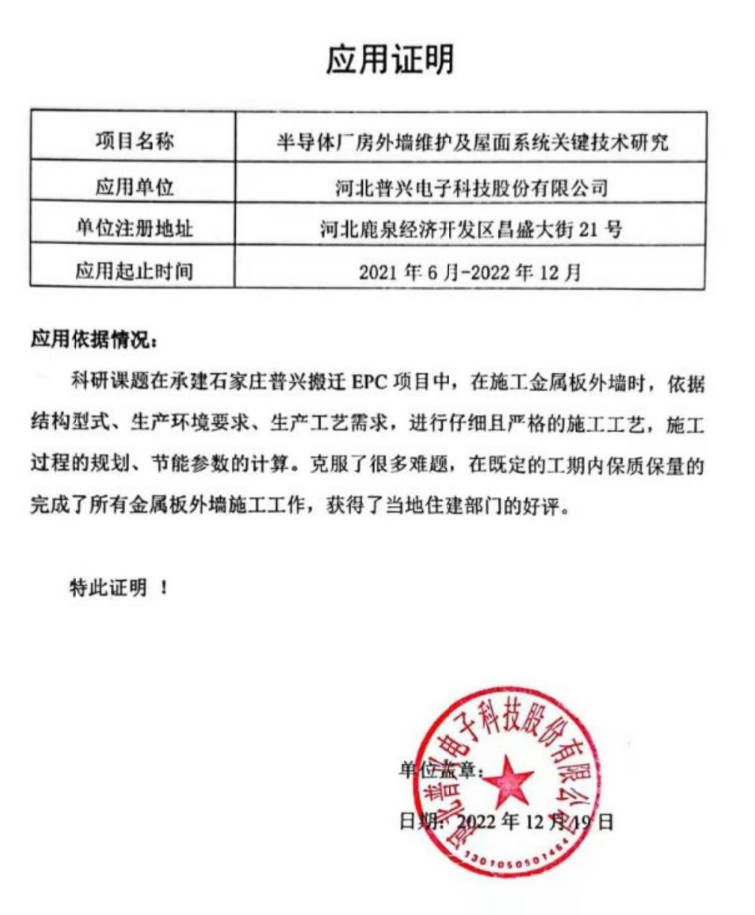 应用证明
项目名称 半导体厂房外墙维护及屋面系统关键技术研究
应用单位 河北普兴电子科技股份有限公司
单位注册地址 河北鹿泉经济开发区昌盛大街 21 号
应用起止时间 2021 年 6 月-2022 年 12 月
应用依据情况：
科研课题在承建石家庄普兴搬迁 EPC 项目中，在施工金属板外墙时，依据
结构型式、生产环境要求、生产工艺需求，进行仔细且严格的施工工艺，施工
过程的规划、节能参数的计算。克服了很多难题，在既定的工期内保质保量的
完成了所有金属板外墙施工工作，获得了当地住建部门的好评。
特此证明 ！
河北普兴电子科技股份有限公司
单位盖章：
日期：2022 年 12 月 19 日
1301050501464